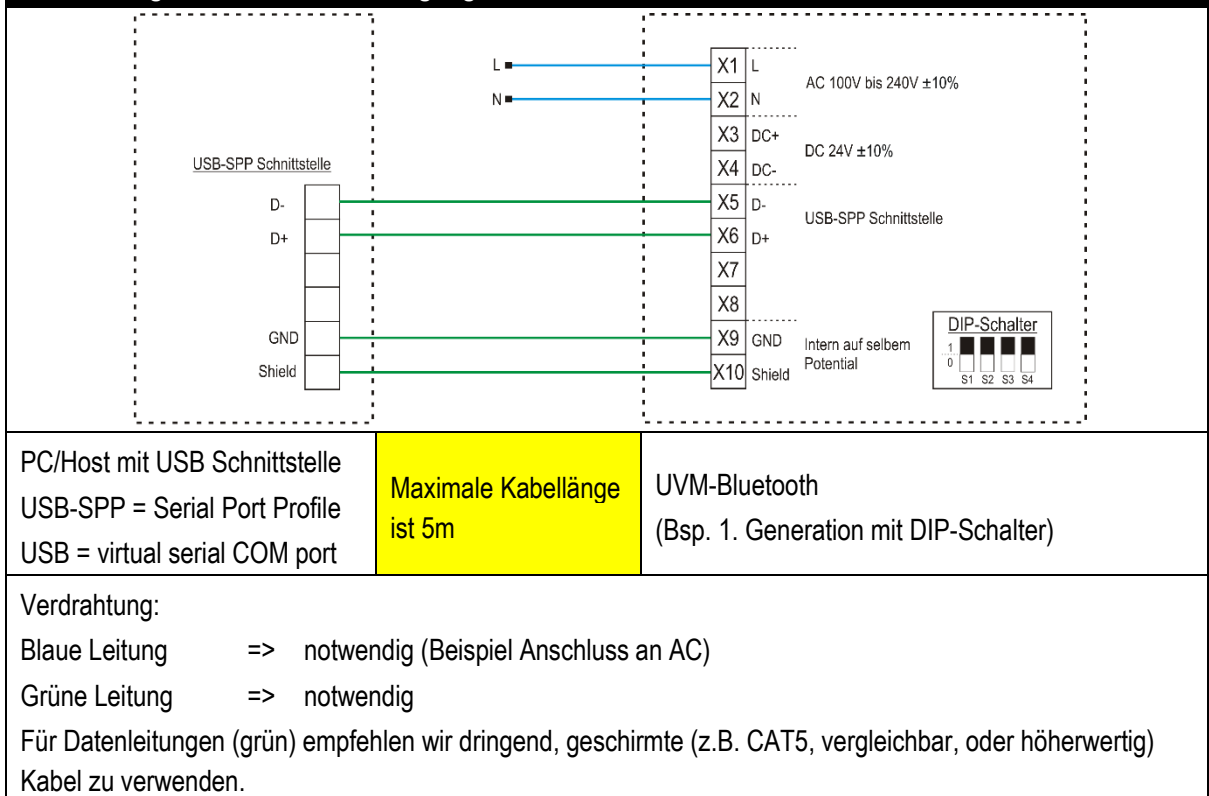 L
N
X1 L
AC 100V bis 240V ±10%
X2 N
X3 DC+
DC 24V ±10%
X4 DC-
USB-SPP Schnittstelle
D-
X5 D-
USB-SPP Schnittstelle
D+
X6 D+
X7
X8
GND
X9 GND
Intern auf selbem
Potential
Shield
X10 Shield
DIP-Schalter
1
0
S1 S2 S3 S4
PC/Host mit USB Schnittstelle
USB-SPP = Serial Port Profile
USB = virtual serial COM port
Maximale Kabellänge
ist 5m
UVM-Bluetooth
(Bsp. 1. Generation mit DIP-Schalter)
Verdrahtung:
Blaue Leitung => notwendig (Beispiel Anschluss an AC)
Grüne Leitung => notwendig
Für Datenleitungen (grün) empfehlen wir dringend, geschirmte (z.B. CAT5, vergleichbar, oder höherwertig)
Kabel zu verwenden.